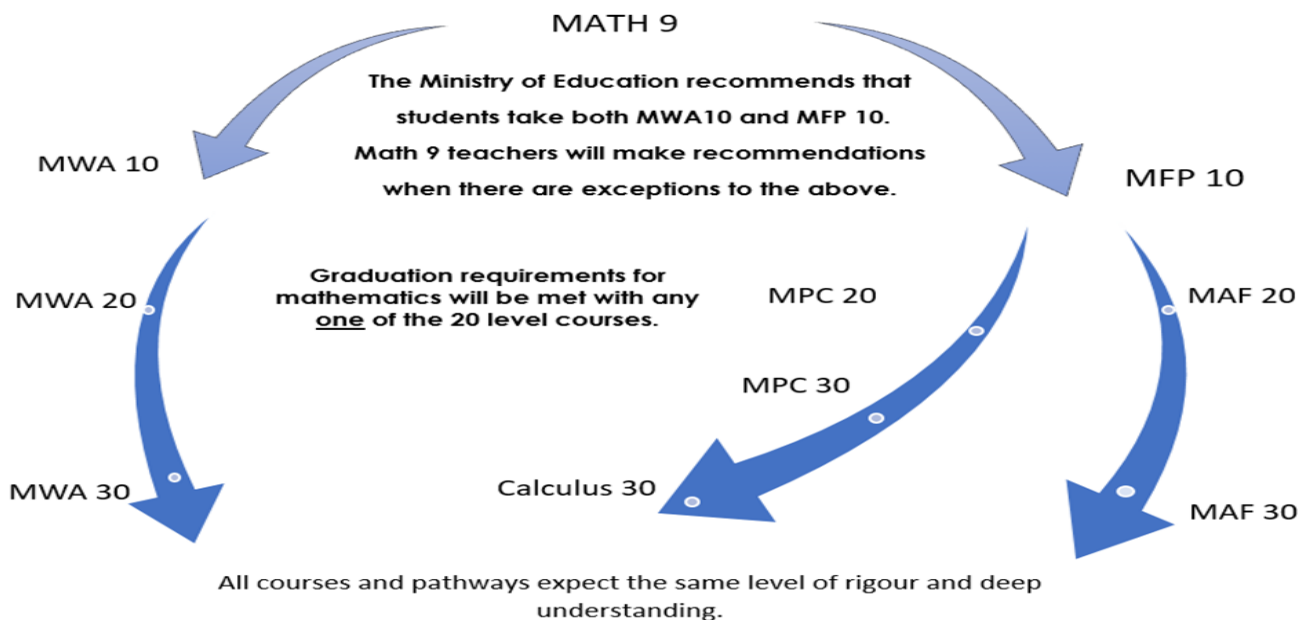 MATH 9
The Ministry of Education recommends that
students take both MWA10 and MFP 10.
Math 9 teachers will make recommendations
when there are exceptions to the above.
MWA 10
MFP 10
Graduation requirements for
mathematics will be met with any
one of the 20 level courses.
MWA 20
MPC 20
MAF 20
MPC 30
MWA 30
Calculus 30
MAF 30
All courses and pathways expect the same level of rigour and deep
understanding.